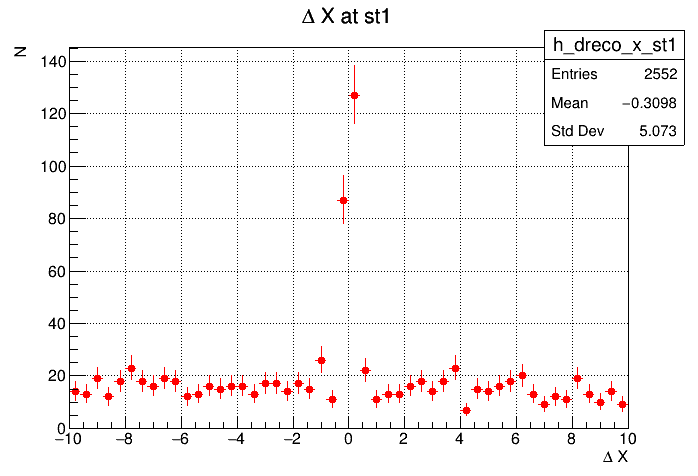 Δ X at st1
h_dreco_x_st1
Entries 2552
Mean −0.3098
Std Dev 5.073
N
140
120
100
80
60
40
20
0
−10 −8 −6 −4 −2 0 2 4 6 8 10
Δ X